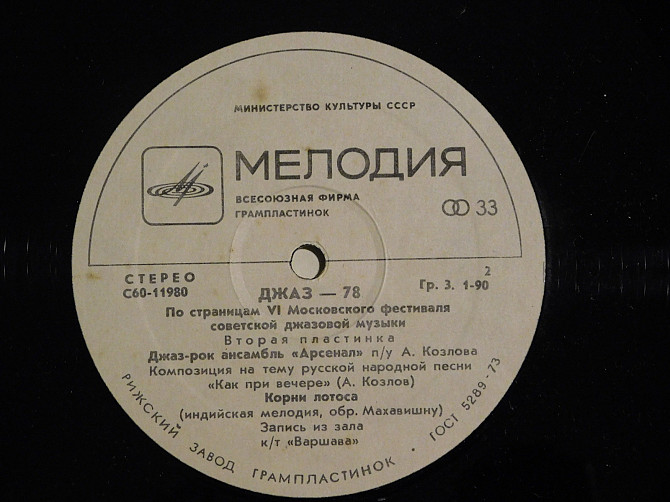 МИНИСТЕРСТВО КУЛЬТУРЫ СССР
МЕЛОДИЯ
ВСЕСОЮЗНАЯ ФИРМА
ГРАМПЛАСТИНОК
33
СТЕРЕО
С60-11980
2
Гр. 3. 1-90
ДЖАЗ — 78
По страницам VI Московского фестиваля
советской джазовой музыки
Вторая пластинка
Джаз-рок ансамбль «Арсенал» п/у А. Козлова
Композиция на тему русской народной песни
«Как при вечере» (А. Козлов)
Корни лотоса
(индийская мелодия, обр. Махавишну)
Запись из зала
к/т «Варшава»
РИЖСКИЙ ЗАВОД ГРАМПЛАСТИНОК • ГОСТ 5289-73